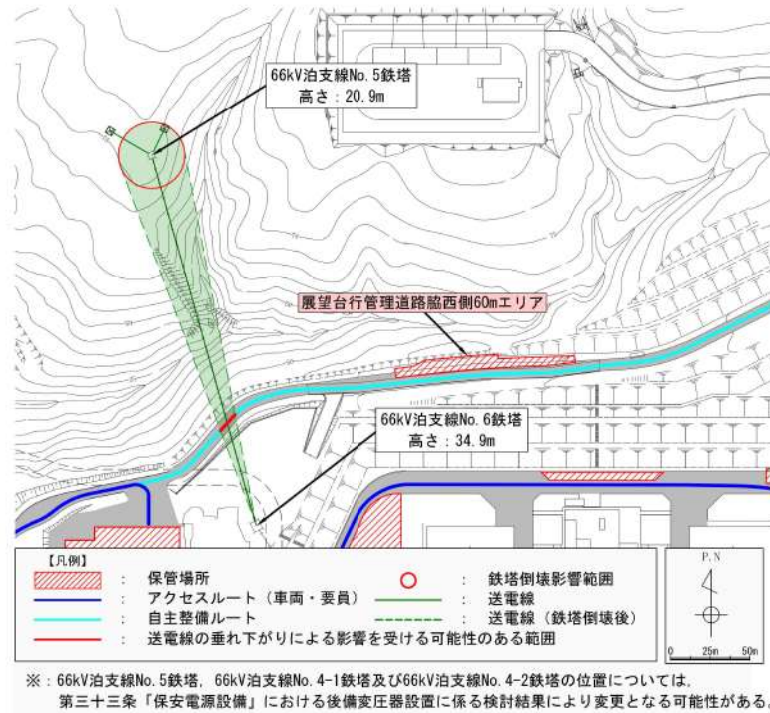 66kV泊支線No.5鉄塔
高さ：20.9m
展望台行管理道路脇西側60mエリア
66kV泊支線No.6鉄塔
高さ：34.9m
【凡例】
： 保管場所
： 鉄塔倒壊影響範囲
： アクセスルート（車両・要員）
： 送電線
： 自主整備ルート
： 送電線（鉄塔倒壊後）
： 送電線の垂れ下がりによる影響を受ける可能性のある範囲
P.N
0 25m 50m
※：66kV泊支線No.5鉄塔，66kV泊支線No.4-1鉄塔及び66kV泊支線No.4-2鉄塔の位置については，
第三十三条「保安電源設備」における後備変圧器設置に係る検討結果により変更となる可能性がある。